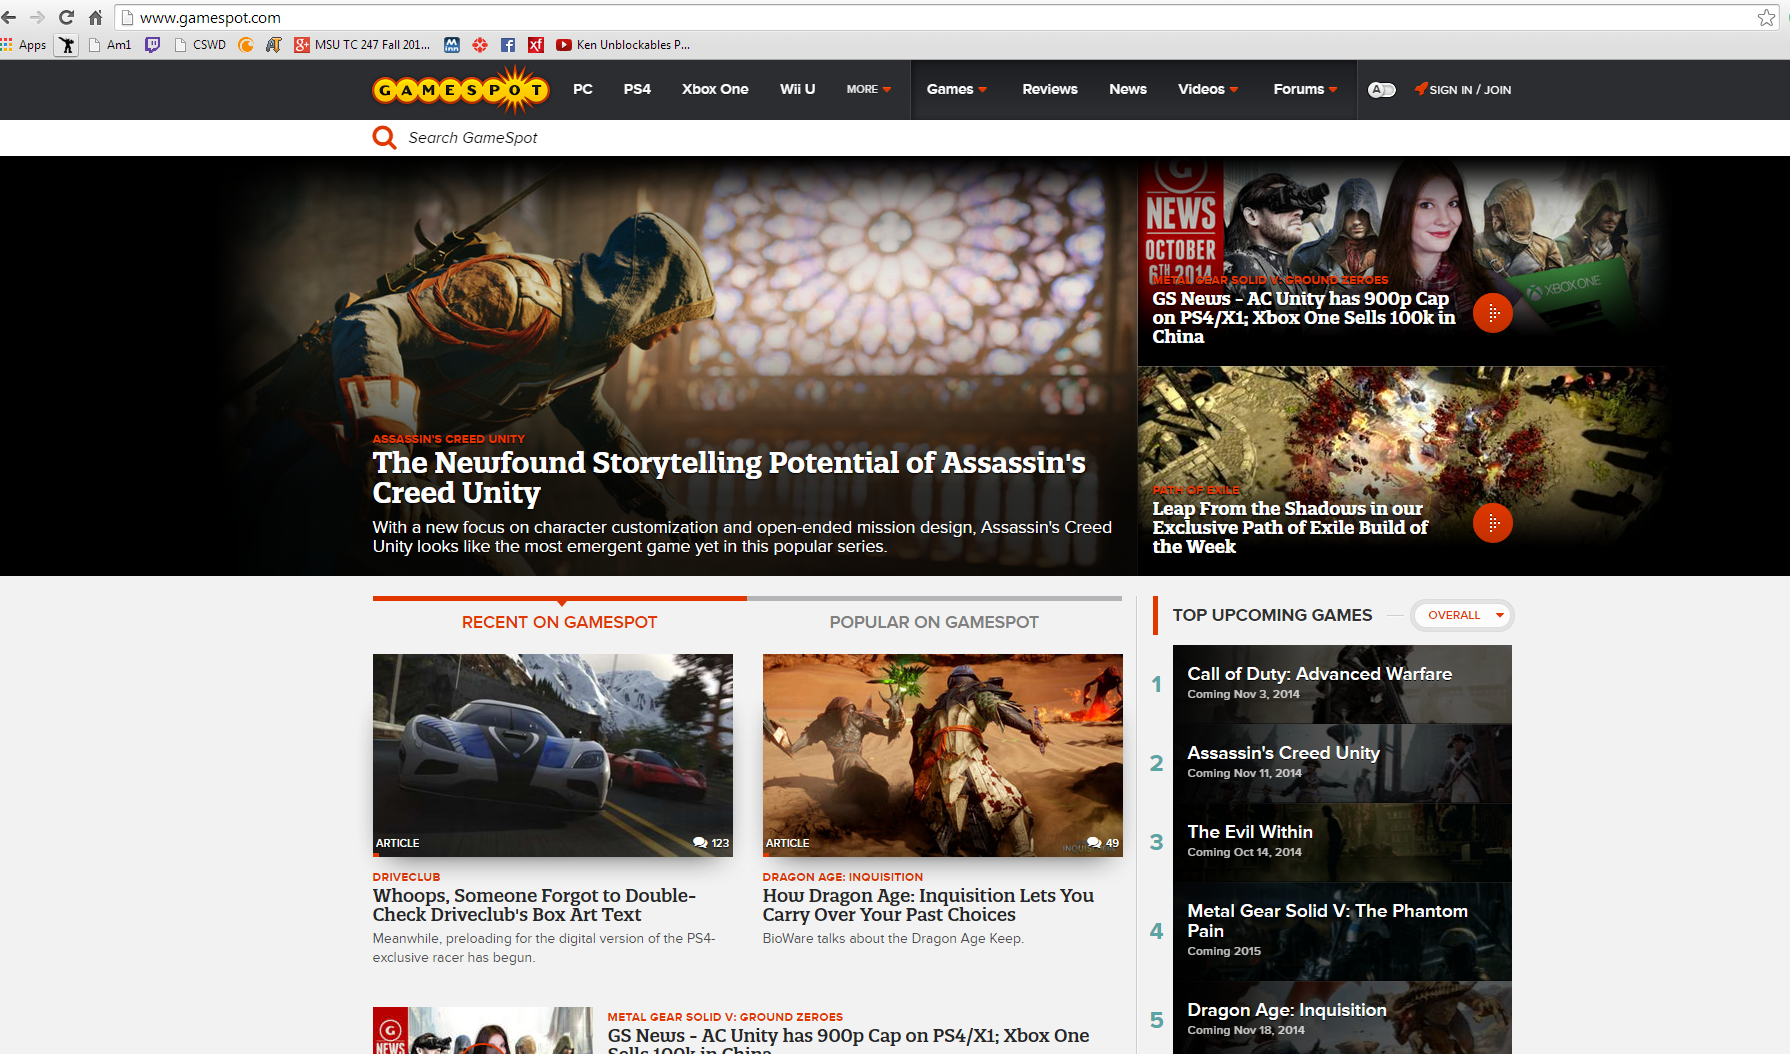 www.gamespot.com
Apps
Am1
CSWD
MSU TC 247 Fall 201...
Ken Unblockables P...
GAMESPOT
PC
PS4
Xbox One
Wii U
MORE
Games
Reviews
News
Videos
Forums
A
SIGN IN / JOIN
Search GameSpot
ASSASSIN'S CREED UNITY
The Newfound Storytelling Potential of Assassin's
Creed Unity
With a new focus on character customization and open-ended mission design, Assassin's Creed
Unity looks like the most emergent game yet in this popular series.
G
NEWS
OCTOBER
6TH 2014
XBOX ONE
METAL GEAR SOLID V: GROUND ZEROES
GS News - AC Unity has 900p Cap
on PS4/X1; Xbox One Sells 100k in
China
PATH OF EXILE
Leap From the Shadows in our
Exclusive Path of Exile Build of
the Week
RECENT ON GAMESPOT
POPULAR ON GAMESPOT
ARTICLE
123
DRIVECLUB
Whoops, Someone Forgot to Double-
Check Driveclub's Box Art Text
Meanwhile, preloading for the digital version of the PS4-
exclusive racer has begun.
ARTICLE
49
DRAGON AGE: INQUISITION
How Dragon Age: Inquisition Lets You
Carry Over Your Past Choices
BioWare talks about the Dragon Age Keep.
G
NEWS
METAL GEAR SOLID V: GROUND ZEROES
GS News - AC Unity has 900p Cap on PS4/X1; Xbox One
Sells 100k in China
TOP UPCOMING GAMES
OVERALL
1
Call of Duty: Advanced Warfare
Coming Nov 3, 2014
2
Assassin's Creed Unity
Coming Nov 11, 2014
3
The Evil Within
Coming Oct 14, 2014
4
Metal Gear Solid V: The Phantom
Pain
Coming 2015
5
Dragon Age: Inquisition
Coming Nov 18, 2014